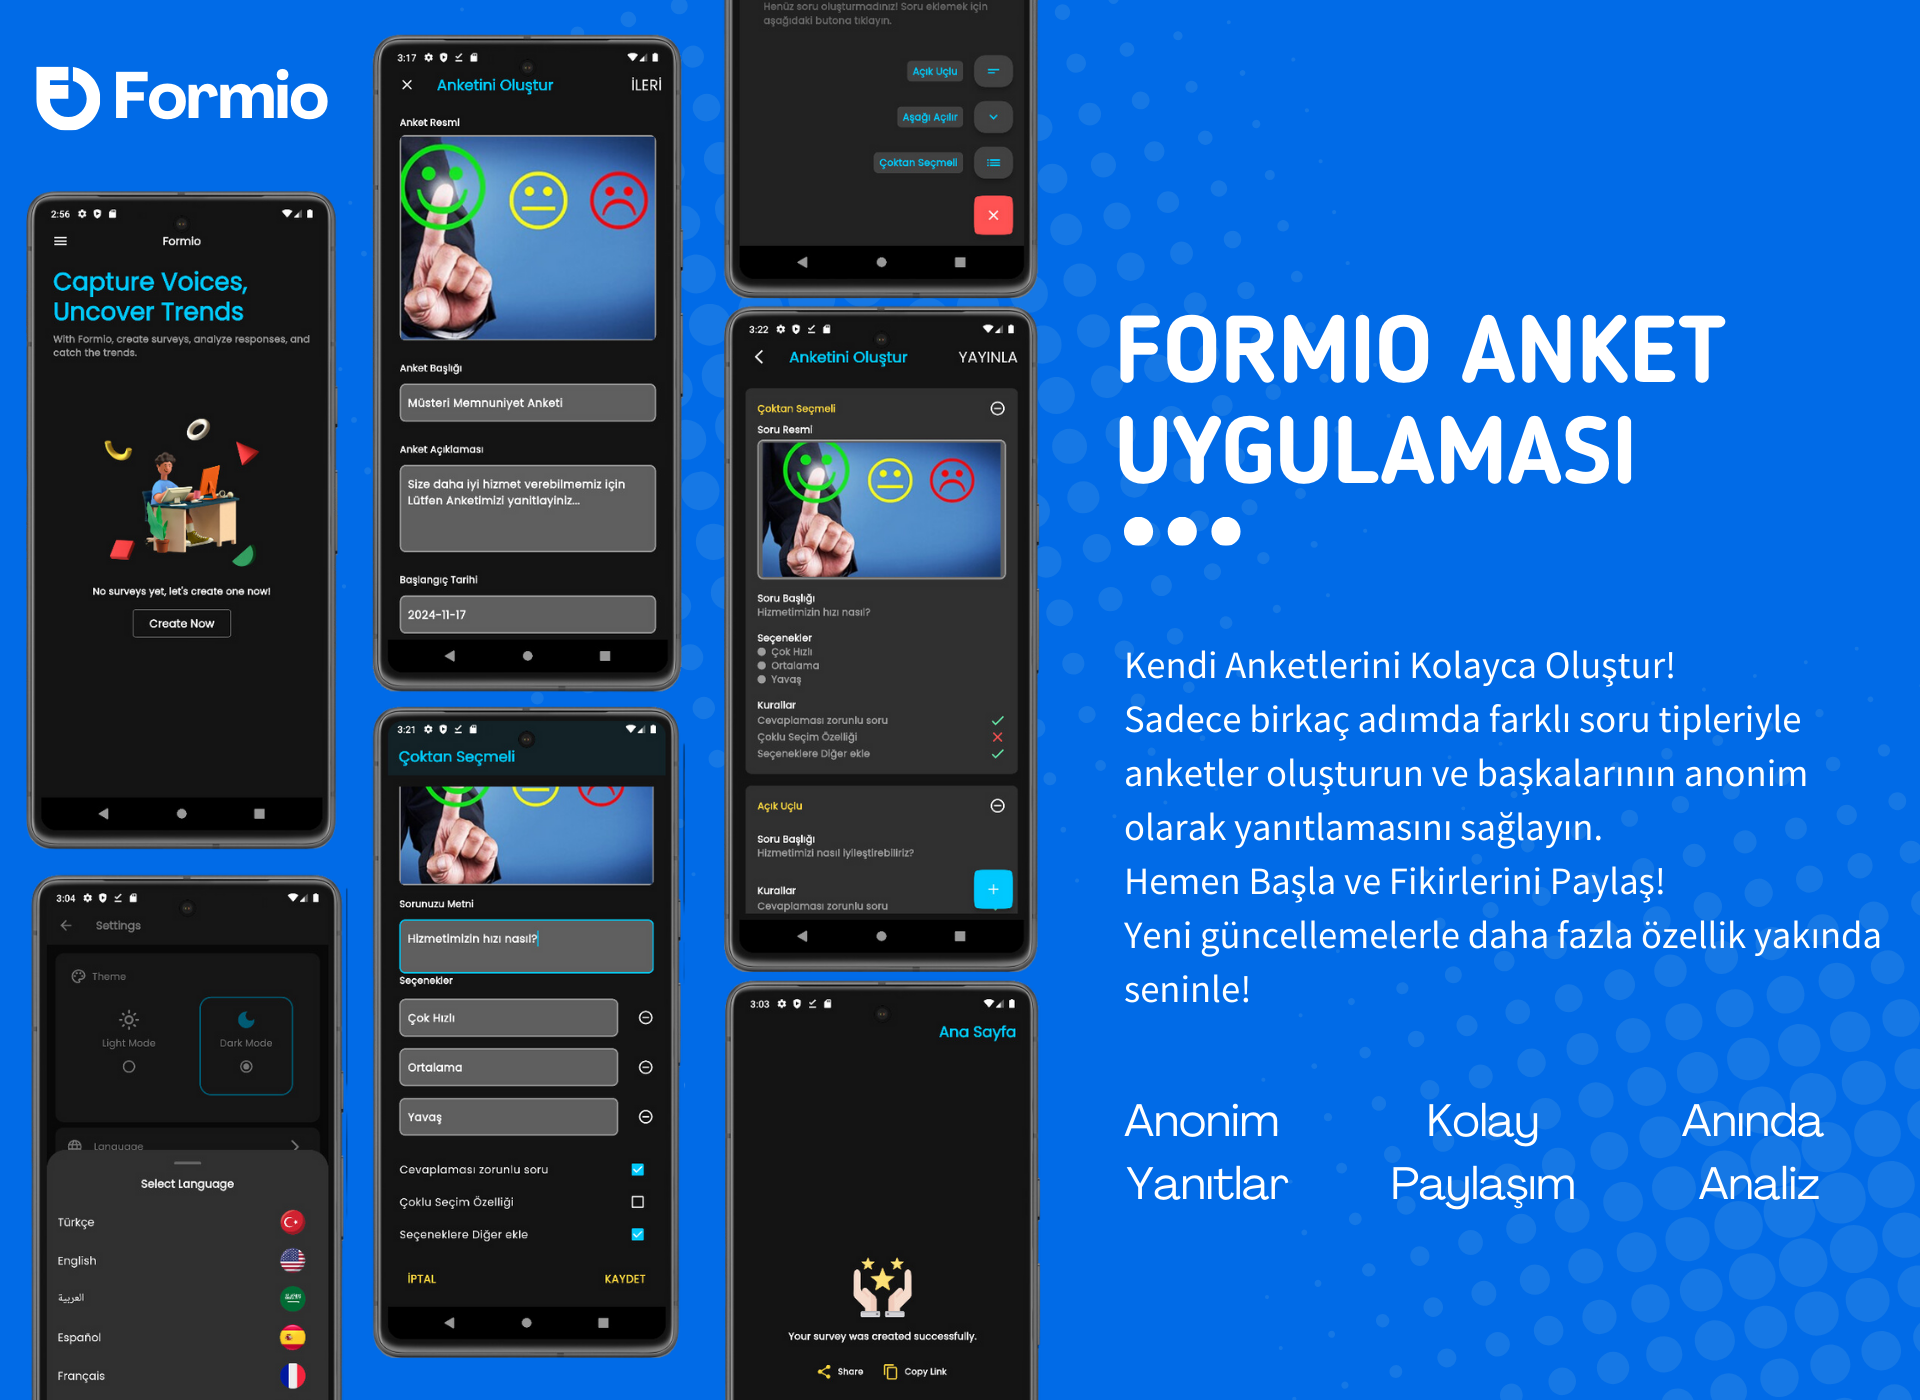 Formio
2:56
Formio
Capture Voices,
Uncover Trends
With Formio, create surveys, analyze responses, and
catch the trends.
No surveys yet, let's create one now!
Create Now
3:04
Settings
Theme
Light Mode
Dark Mode
Language
Select Language
Türkçe
English
العربية
Español
Français
3:17
Anketini Oluştur
İLERİ
Anket Resmi
Anket Başlığı
Müsteri Memnuniyet Anketi
Anket Açıklaması
Size daha iyi hizmet verebilmemiz için
Lütfen Anketimizi yanitlayiniz...
Başlangıç Tarihi
2024-11-17
3:21
Çoktan Seçmeli
Sorunuzu Metni
Hizmetimizin hızı nasıl?
Seçenekler
Çok Hızlı
Ortalama
Yavaş
Cevaplaması zorunlu soru
Çoklu Seçim Özelliği
Seçeneklere Diğer ekle
İPTAL
KAYDET
Henüz soru oluşturmadınız! Soru eklemek için
aşağıdaki butona tıklayın.
Açık Uçlu
Aşağı Açılır
Çoktan Seçmeli
3:22
Anketini Oluştur
YAYINLA
Çoktan Seçmeli
Soru Resmi
Soru Başlığı
Hizmetimizin hızı nasıl?
Seçenekler
Çok Hızlı
Ortalama
Yavaş
Kurallar
Cevaplaması zorunlu soru
Çoklu Seçim Özelliği
Seçeneklere Diğer ekle
Açık Uçlu
Soru Başlığı
Hizmetimizi nasıl iyileştirebiliriz?
Kurallar
Cevaplaması zorunlu soru
3:03
Ana Sayfa
Your survey was created successfully.
Share
Copy Link
FORMIO ANKET
UYGULAMASI
Kendi Anketlerini Kolayca Oluştur!
Sadece birkaç adımda farklı soru tipleriyle
anketler oluşturun ve başkalarının anonim
olarak yanıtlamasını sağlayın.
Hemen Başla ve Fikirlerini Paylaş!
Yeni güncellemelerle daha fazla özellik yakında
seninle!
Anonim
Yanıtlar
Kolay
Paylaşım
Anında
Analiz